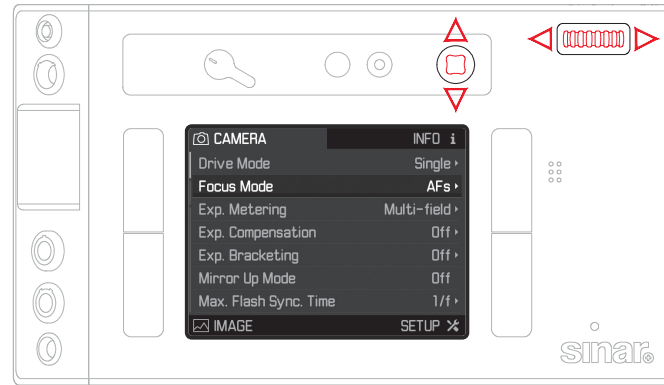 CAMERA INFO i
Drive Mode Single
Focus Mode AFs
Exp. Metering Multi-field
Exp. Compensation Off
Exp. Bracketing Off
Mirror Up Mode Off
Max. Flash Sync. Time 1/f
IMAGE SETUP
sinar